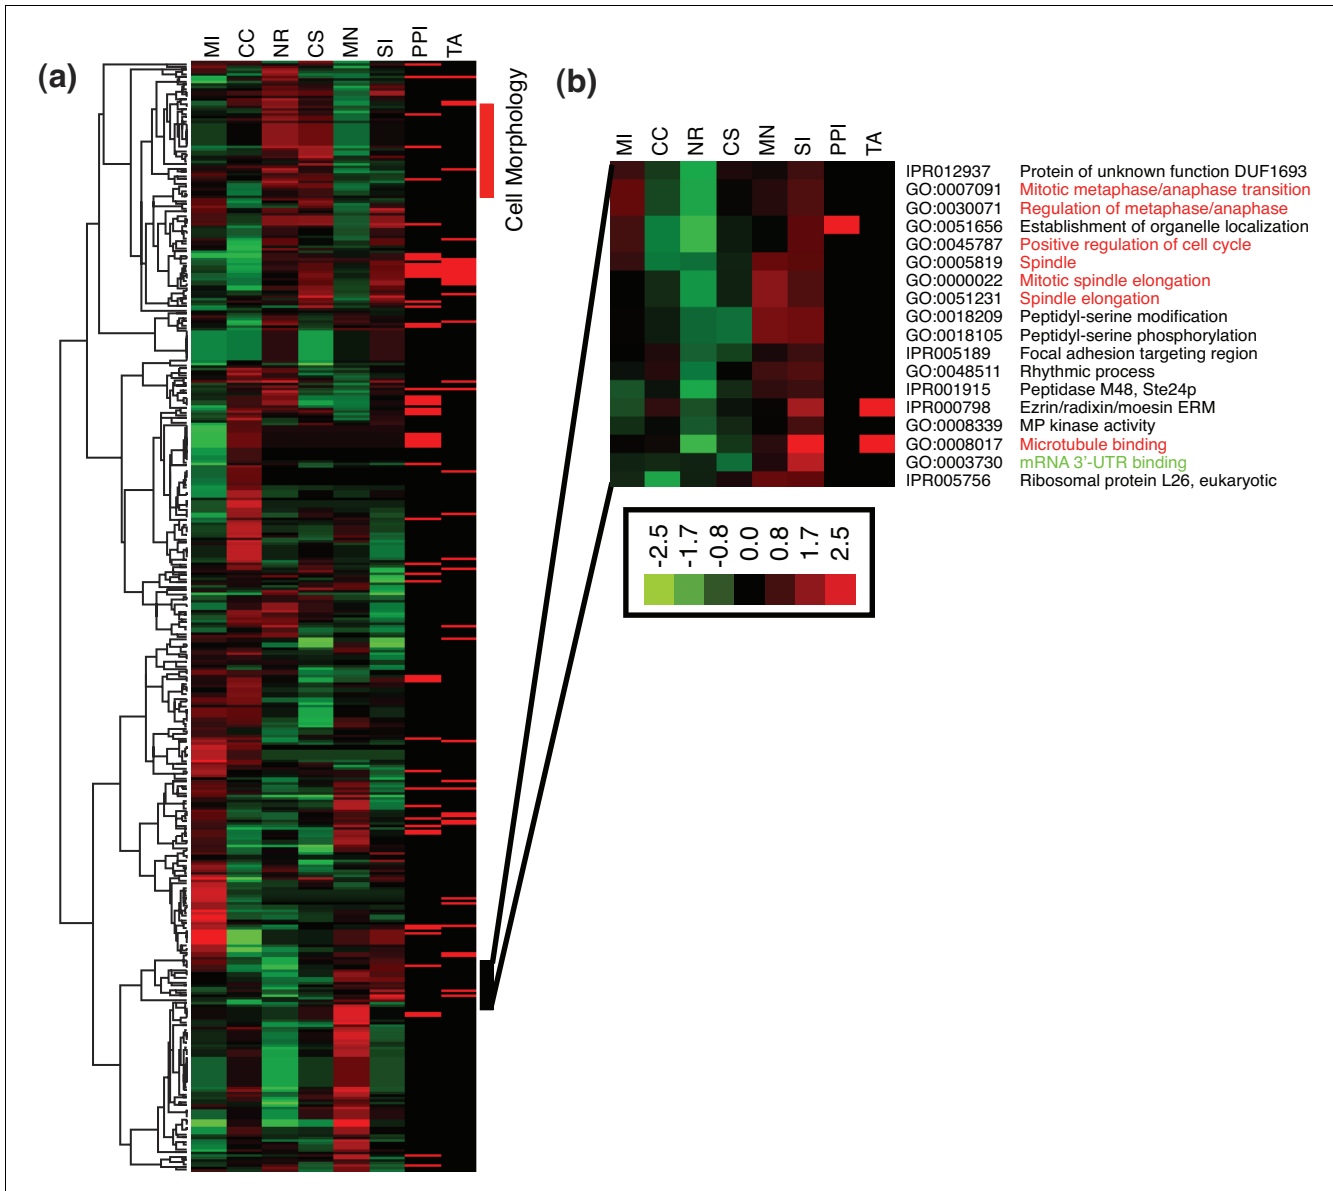 (a)
MI CC NR CS MN SI PPI TA
Cell Morphology
(b)
MI CC NR CS MN SI PPI TA
IPR012937 Protein of unknown function DUF1693
GO:0007091 Mitotic metaphase/anaphase transition
GO:0030071 Regulation of metaphase/anaphase
GO:0051656 Establishment of organelle localization
GO:0045787 Positive regulation of cell cycle
GO:0005819 Spindle
GO:0000022 Mitotic spindle elongation
GO:0051231 Spindle elongation
GO:0018209 Peptidyl-serine modification
GO:0018105 Peptidyl-serine phosphorylation
IPR005189 Focal adhesion targeting region
GO:0048511 Rhythmic process
IPR001915 Peptidase M48, Ste24p
IPR000798 Ezrin/radixin/moesin ERM
GO:0008339 MP kinase activity
GO:0008017 Microtubule binding
GO:0003730 mRNA 3'-UTR binding
IPR005756 Ribosomal protein L26, eukaryotic
-2.5 -1.7 -0.8 0.0 0.8 1.7 2.5